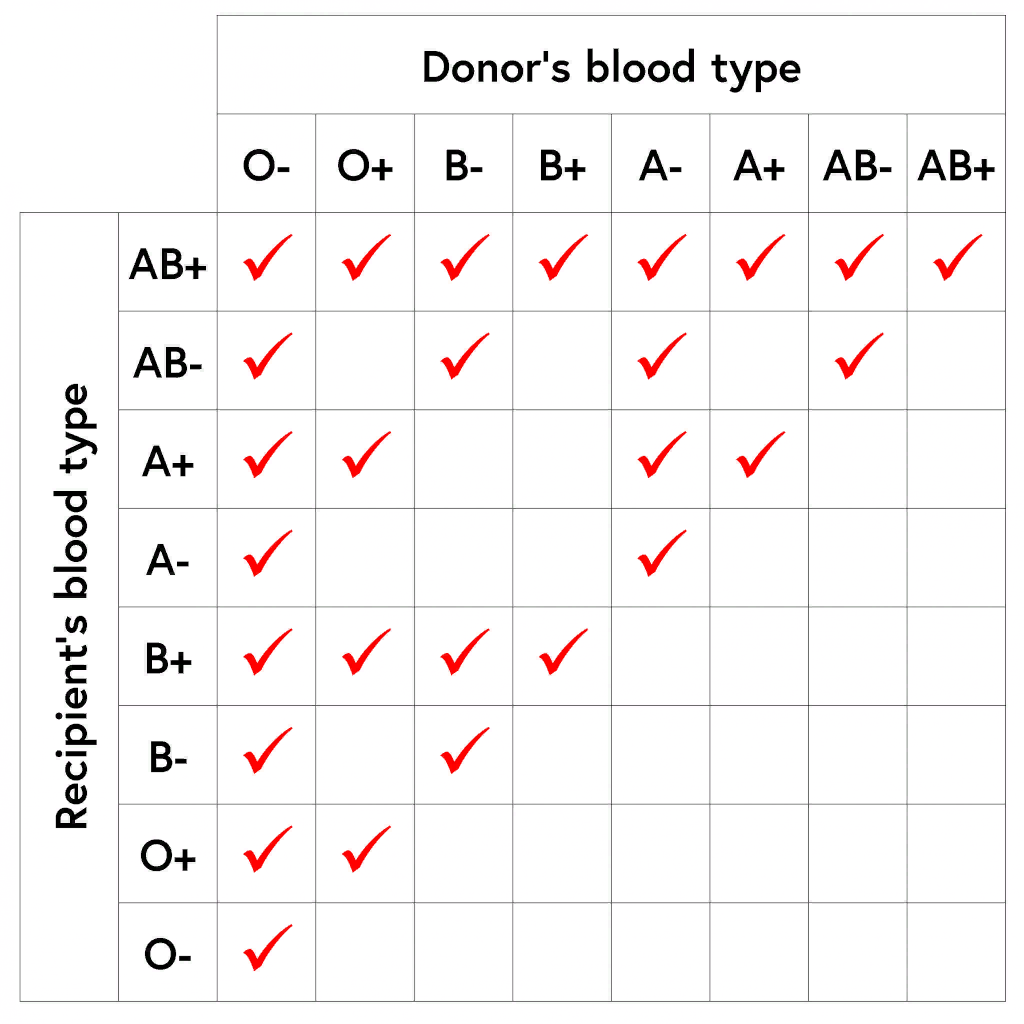 Donor's blood type
O- O+ B- B+ A- A+ AB- AB+
Recipient's blood type
AB+
AB-
A+
A-
B+
B-
O+
O-